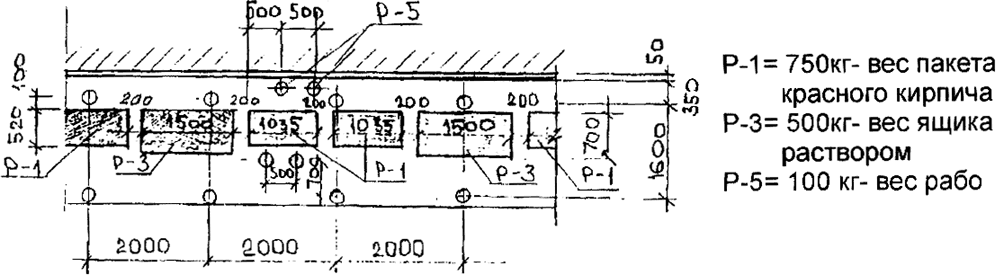 500 500 P-5
50
100 200 200 200 200 200 350
520 1500 1035 1035 1500 700 1600
P-1 P-3 500 700 P-1 P-3 P-1
2000 2000 2000
Р-1= 750кг- вес пакета
красного кирпича
Р-3= 500кг- вес ящика
раствором
Р-5= 100 кг- вес рабо